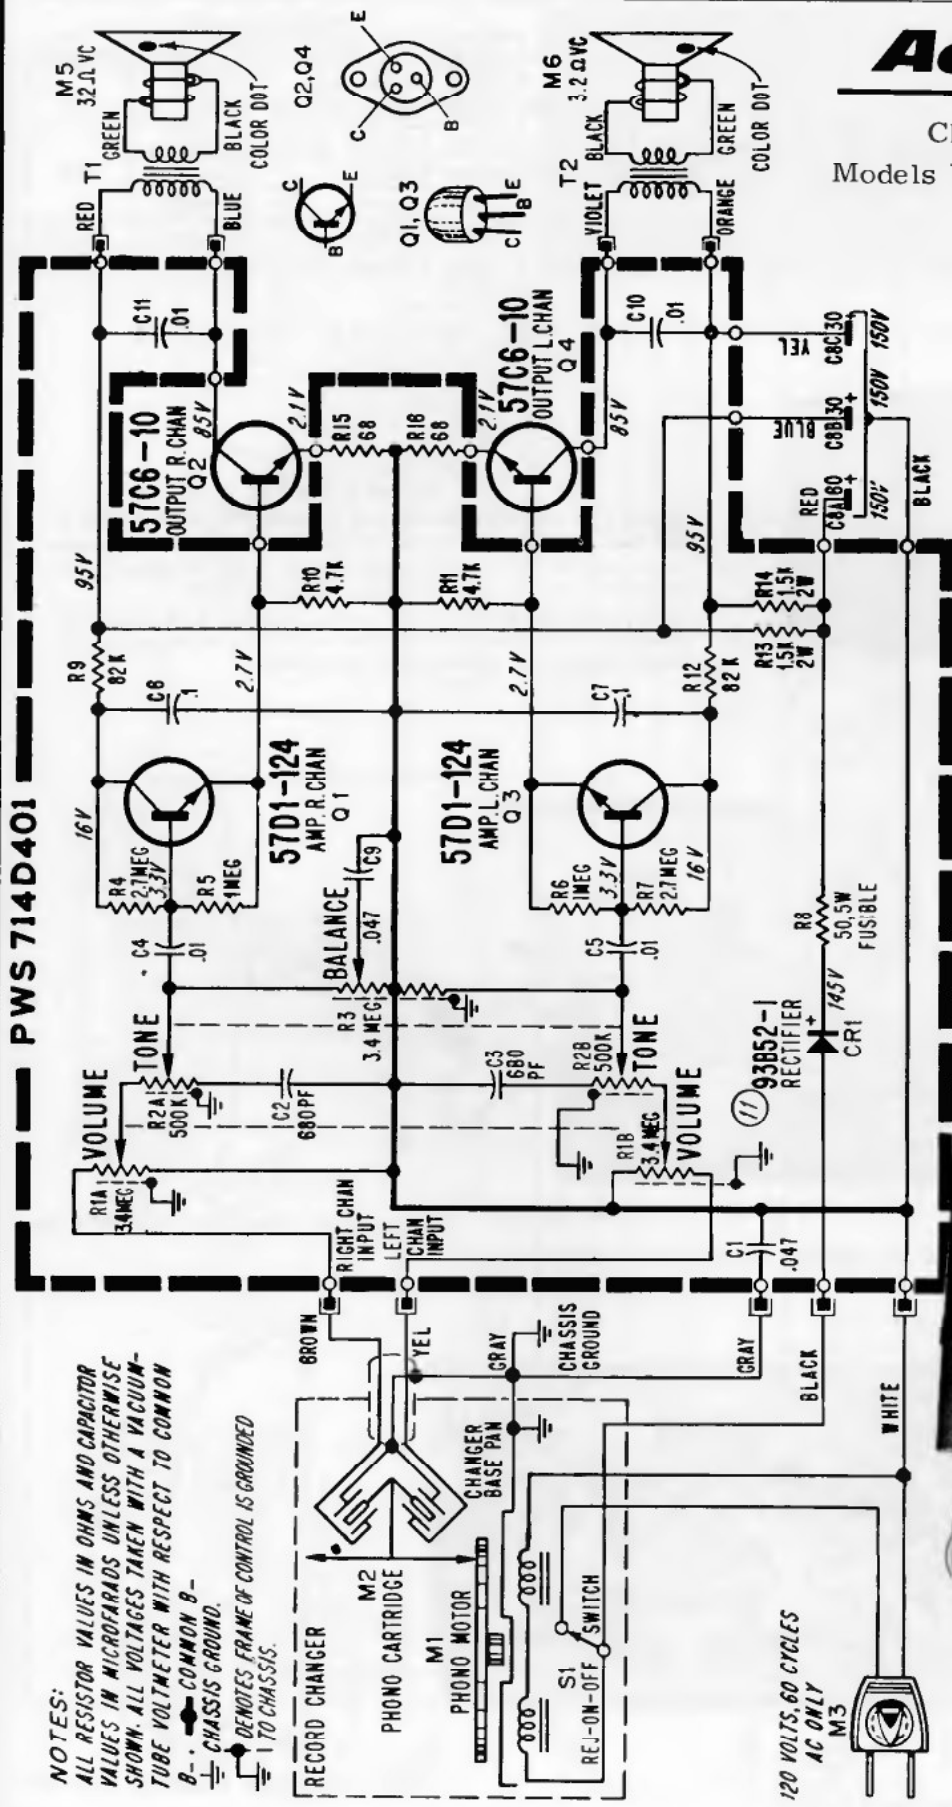 PWS714D401
NOTES:
ALL RESISTOR VALUES IN OHMS AND CAPACITOR
VALUES IN MICROFARADS UNLESS OTHERWISE
SHOWN. ALL VOLTAGES TAKEN WITH A VACUUM-
TUBE VOLTMETER WITH RESPECT TO COMMON
B-.
COMMON B-
CHASSIS GROUND.
DENOTES FRAME OF CONTROL IS GROUNDED
TO CHASSIS.
RECORD CHANGER
M2
PHONO CARTRIDGE
M1
PHONO MOTOR
CHANGER
BASE PAN
S1
SWITCH
REJ-ON-OFF
120 VOLTS, 60 CYCLES
AC ONLY
M3
BROWN
YEL
GRAY
CHASSIS
GROUND
GRAY
BLACK
WHITE
RIGHT CHAN
INPUT
LEFT
CHAN
INPUT
C1
.047
VOLUME
R1A
3.4MEG
TONE
R2A
500K
C2
680PF
R3
3.4 MEG
BALANCE
.047
C9
C3
680
PF
R2B
500K
TONE
R1B
3.4MEG
VOLUME
11
93B52-1
RECTIFIER
CR1
+
145V
R8
50,5W
FUSIBLE
C4
.01
R4
2.7MEG
3.3V
R5
1MEG
16V
57D1-124
AMP. R. CHAN
Q1
C5
.01
R6
1MEG
3.3V
R7
2.7MEG
16V
57D1-124
AMP. L. CHAN
Q3
R9
82K
C6
.1
2.7V
95V
R10
4.7K
R11
4.7K
2.7V
C7
.1
R12
82K
95V
R13
1.5K
2W
R14
1.5K
2W
57C6-10
OUTPUT R. CHAN
Q2
85V
2.1V
R15
68
R16
68
2.1V
57C6-10
OUTPUT L. CHAN
Q4
85V
C11
.01
C10
.01
RED
C8A180
+
150V
BLUE
C8B130
+
150V
YEL
C8C30
150V
BLACK
RED
T1
GREEN
BLUE
BLACK
COLOR DOT
M5
3.2 Ω VC
Q2,Q4
E
C
B
C
E
B
Q1, Q3
E
B
C
VIOLET
T2
BLACK
ORANGE
GREEN
COLOR DOT
M6
3.2 Ω VC
Models